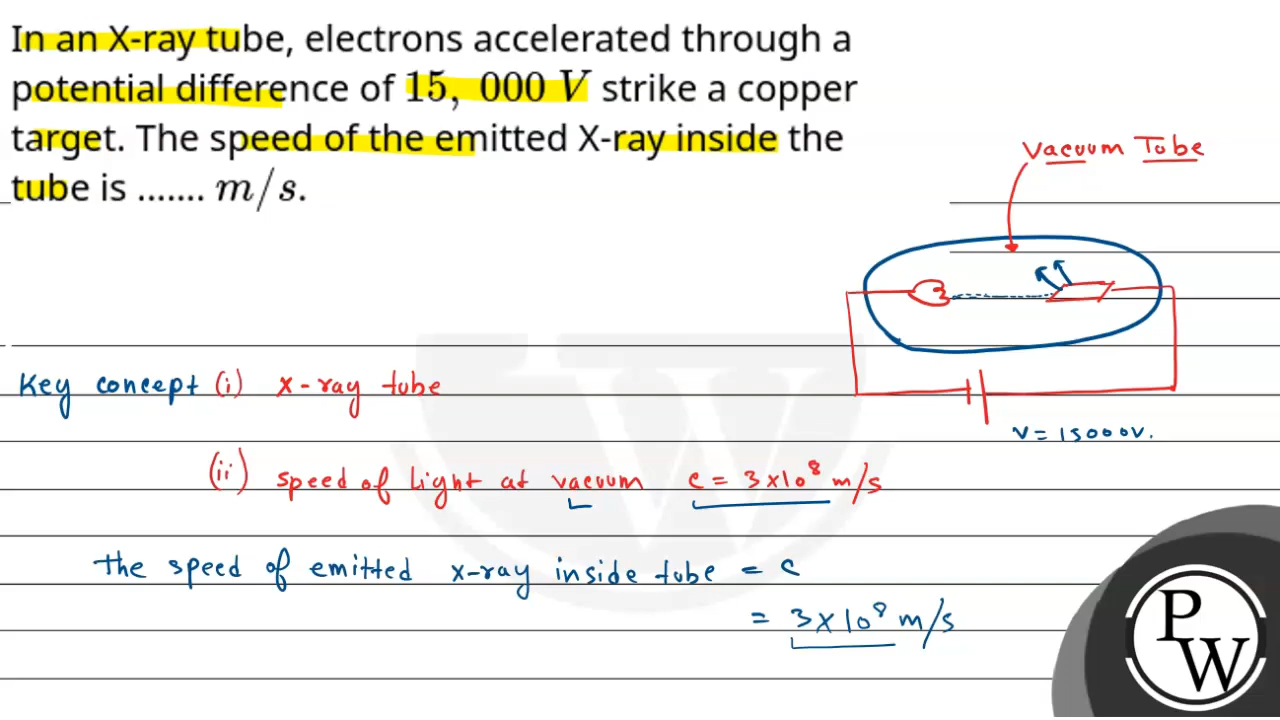 In an X-ray tube, electrons accelerated through a
potential difference of 15, 000 V strike a copper
target. The speed of the emitted X-ray inside the
tube is ....... m/s.
Vacuum Tube
V = 15000V.
Key concept (i) X-ray tube
(ii) speed of light at vacuum c = 3×10⁸ m/s
the speed of emitted x-ray inside tube = c
= 3×10⁸ m/s
W
P
W